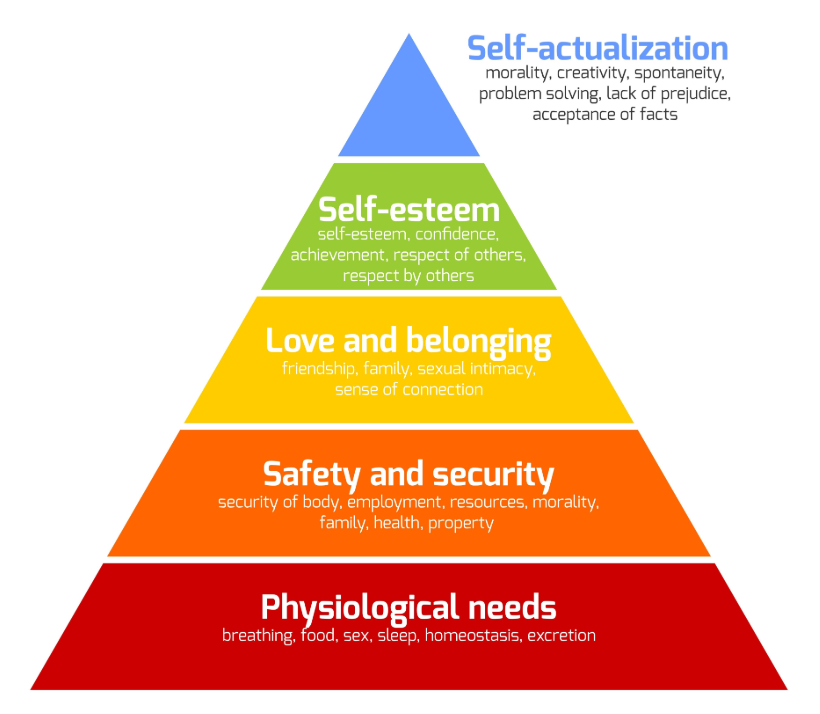 Self-actualization
morality, creativity, spontaneity,
problem solving, lack of prejudice,
acceptance of facts
Self-esteem
self-esteem, confidence,
achievement, respect of others,
respect by others
Love and belonging
friendship, family, sexual intimacy,
sense of connection
Safety and security
security of body, employment, resources, morality,
family, health, property
Physiological needs
breathing, food, sex, sleep, homeostasis, excretion